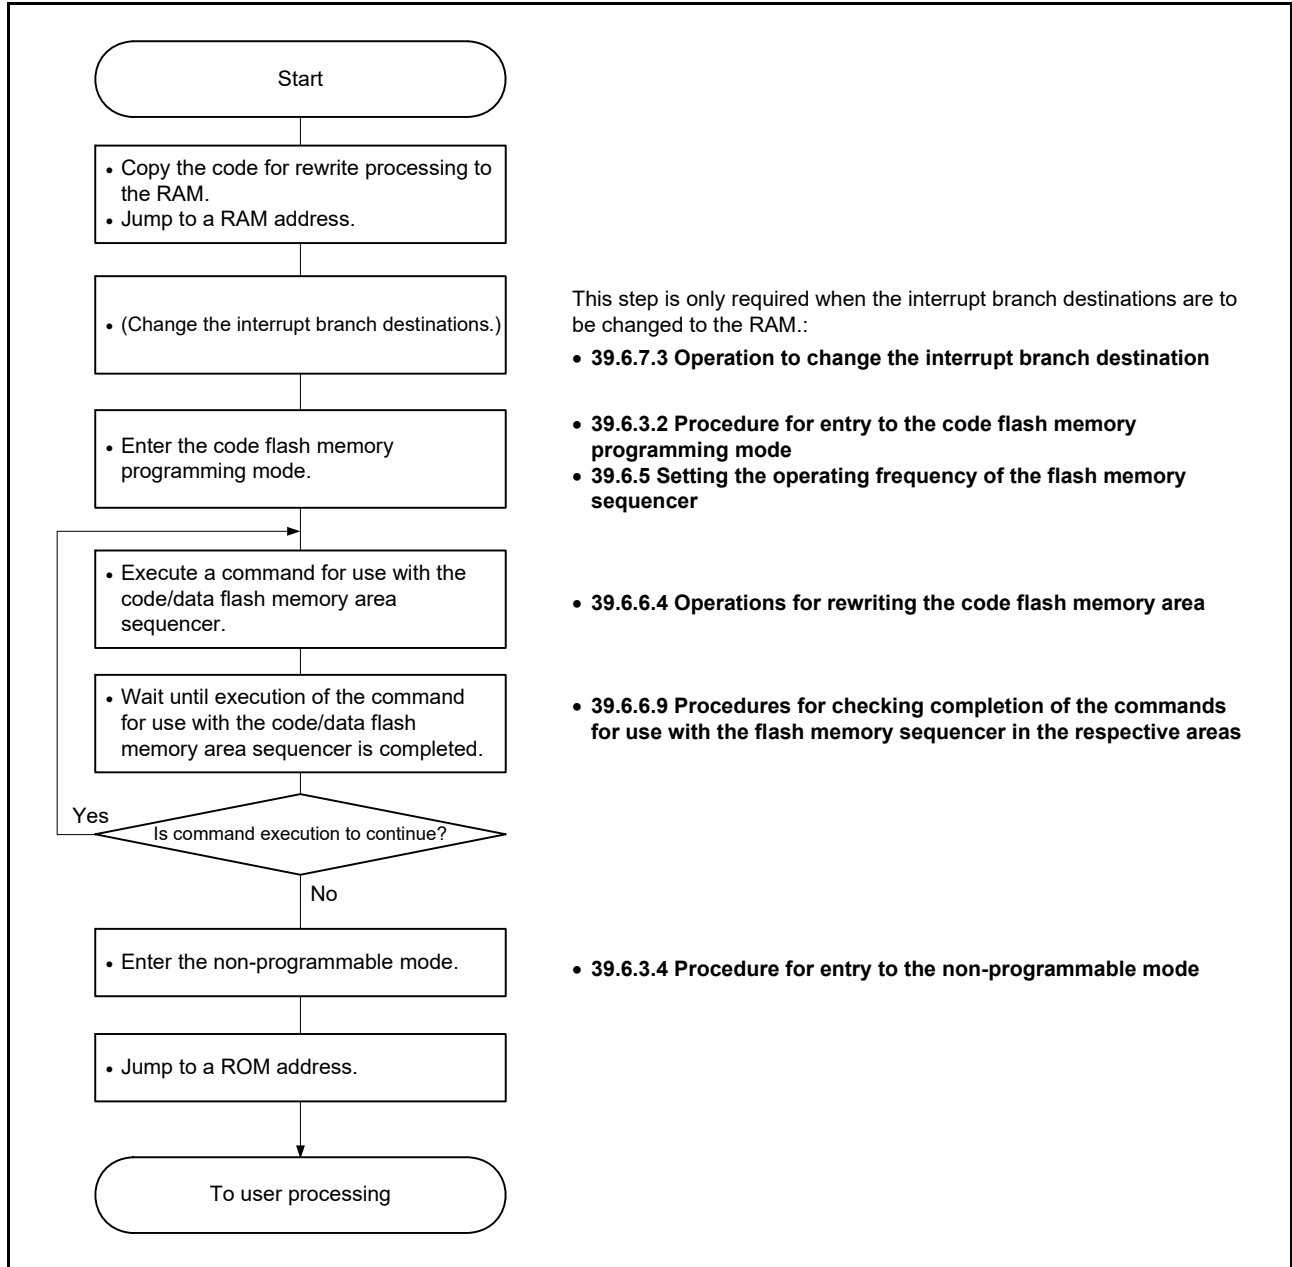 Start
• Copy the code for rewrite processing to
the RAM.
• Jump to a RAM address.
• (Change the interrupt branch destinations.)
This step is only required when the interrupt branch destinations are to
be changed to the RAM.:
• 39.6.7.3 Operation to change the interrupt branch destination
• Enter the code flash memory
programming mode.
• 39.6.3.2 Procedure for entry to the code flash memory
programming mode
• 39.6.5 Setting the operating frequency of the flash memory
sequencer
• Execute a command for use with the
code/data flash memory area
sequencer.
• 39.6.6.4 Operations for rewriting the code flash memory area
• Wait until execution of the command
for use with the code/data flash
memory area sequencer is completed.
• 39.6.6.9 Procedures for checking completion of the commands
for use with the flash memory sequencer in the respective areas
Yes
Is command execution to continue?
No
• Enter the non-programmable mode.
• 39.6.3.4 Procedure for entry to the non-programmable mode
• Jump to a ROM address.
To user processing